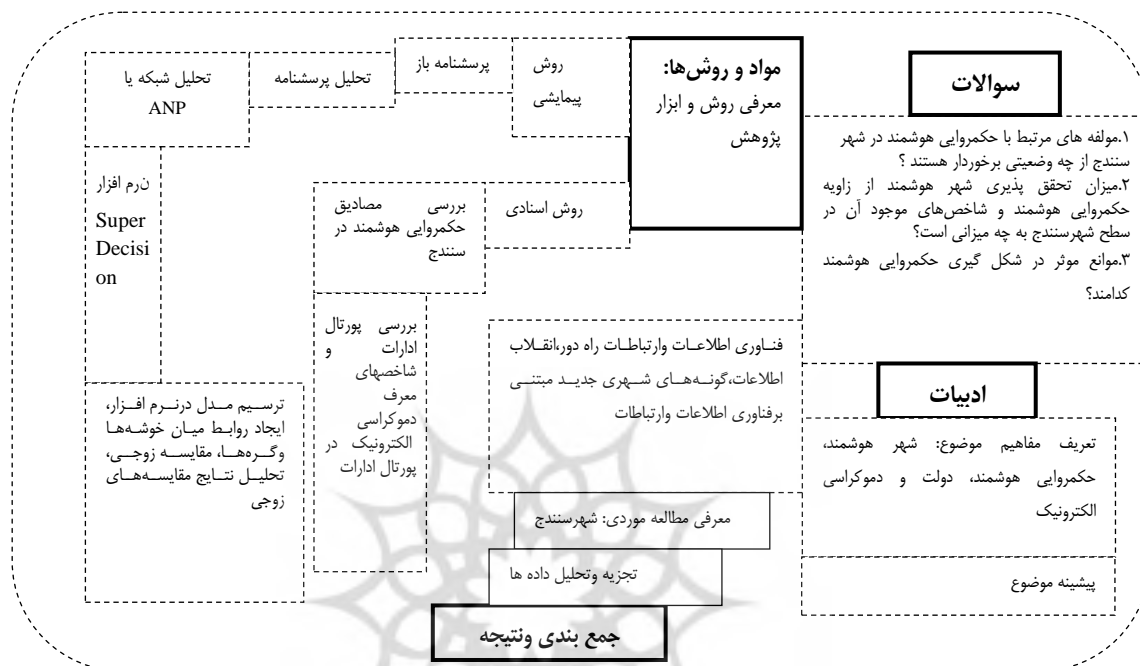 سوالات
۱.مولفه های مرتبط با حکمروایی هوشمند در شهر
سنندج از چه وضعیتی برخوردار هستند ؟
۲.میزان تحقق پذیری شهر هوشمند از زاویه
حکمروایی هوشمند و شاخص‌های موجود آن در
سطح شهرسنندج به چه میزانی است؟
۳.موانع موثر در شکل گیری حکمروایی هوشمند
کدامند؟
ادبیات
تعریف مفاهیم موضوع: شهر هوشمند،
حکمروایی هوشمند، دولت و دموکراسی
الکترونیک
پیشینه موضوع
فناوری اطلاعات وارتباطات راه دور،انقلاب
اطلاعات،گونه‌های شهری جدید مبتنی
برفناوری اطلاعات وارتباطات
مواد و روش‌ها:
معرفی روش و ابزار
پژوهش
روش
پیمایشی
پرسشنامه باز
تحلیل پرسشنامه
تحلیل شبکه یا
ANP
نرم افزار
Super
Decisi
on
ترسیم مدل درنرم افزار،
ایجاد روابط میان خوشه‌ها
وگره‌ها، مقایسه زوجی،
تحلیل نتایج مقایسه‌های
زوجی
روش اسنادی
بررسی مصادیق
حکمروایی هوشمند در
سنندج
بررسی پورتال
ادارات و
شاخصهای
معرف
دموکراسی
الکترونیک در
پورتال ادارات
معرفی مطالعه موردی: شهرسنندج
تجزیه وتحلیل داده ها
جمع بندی ونتیجه